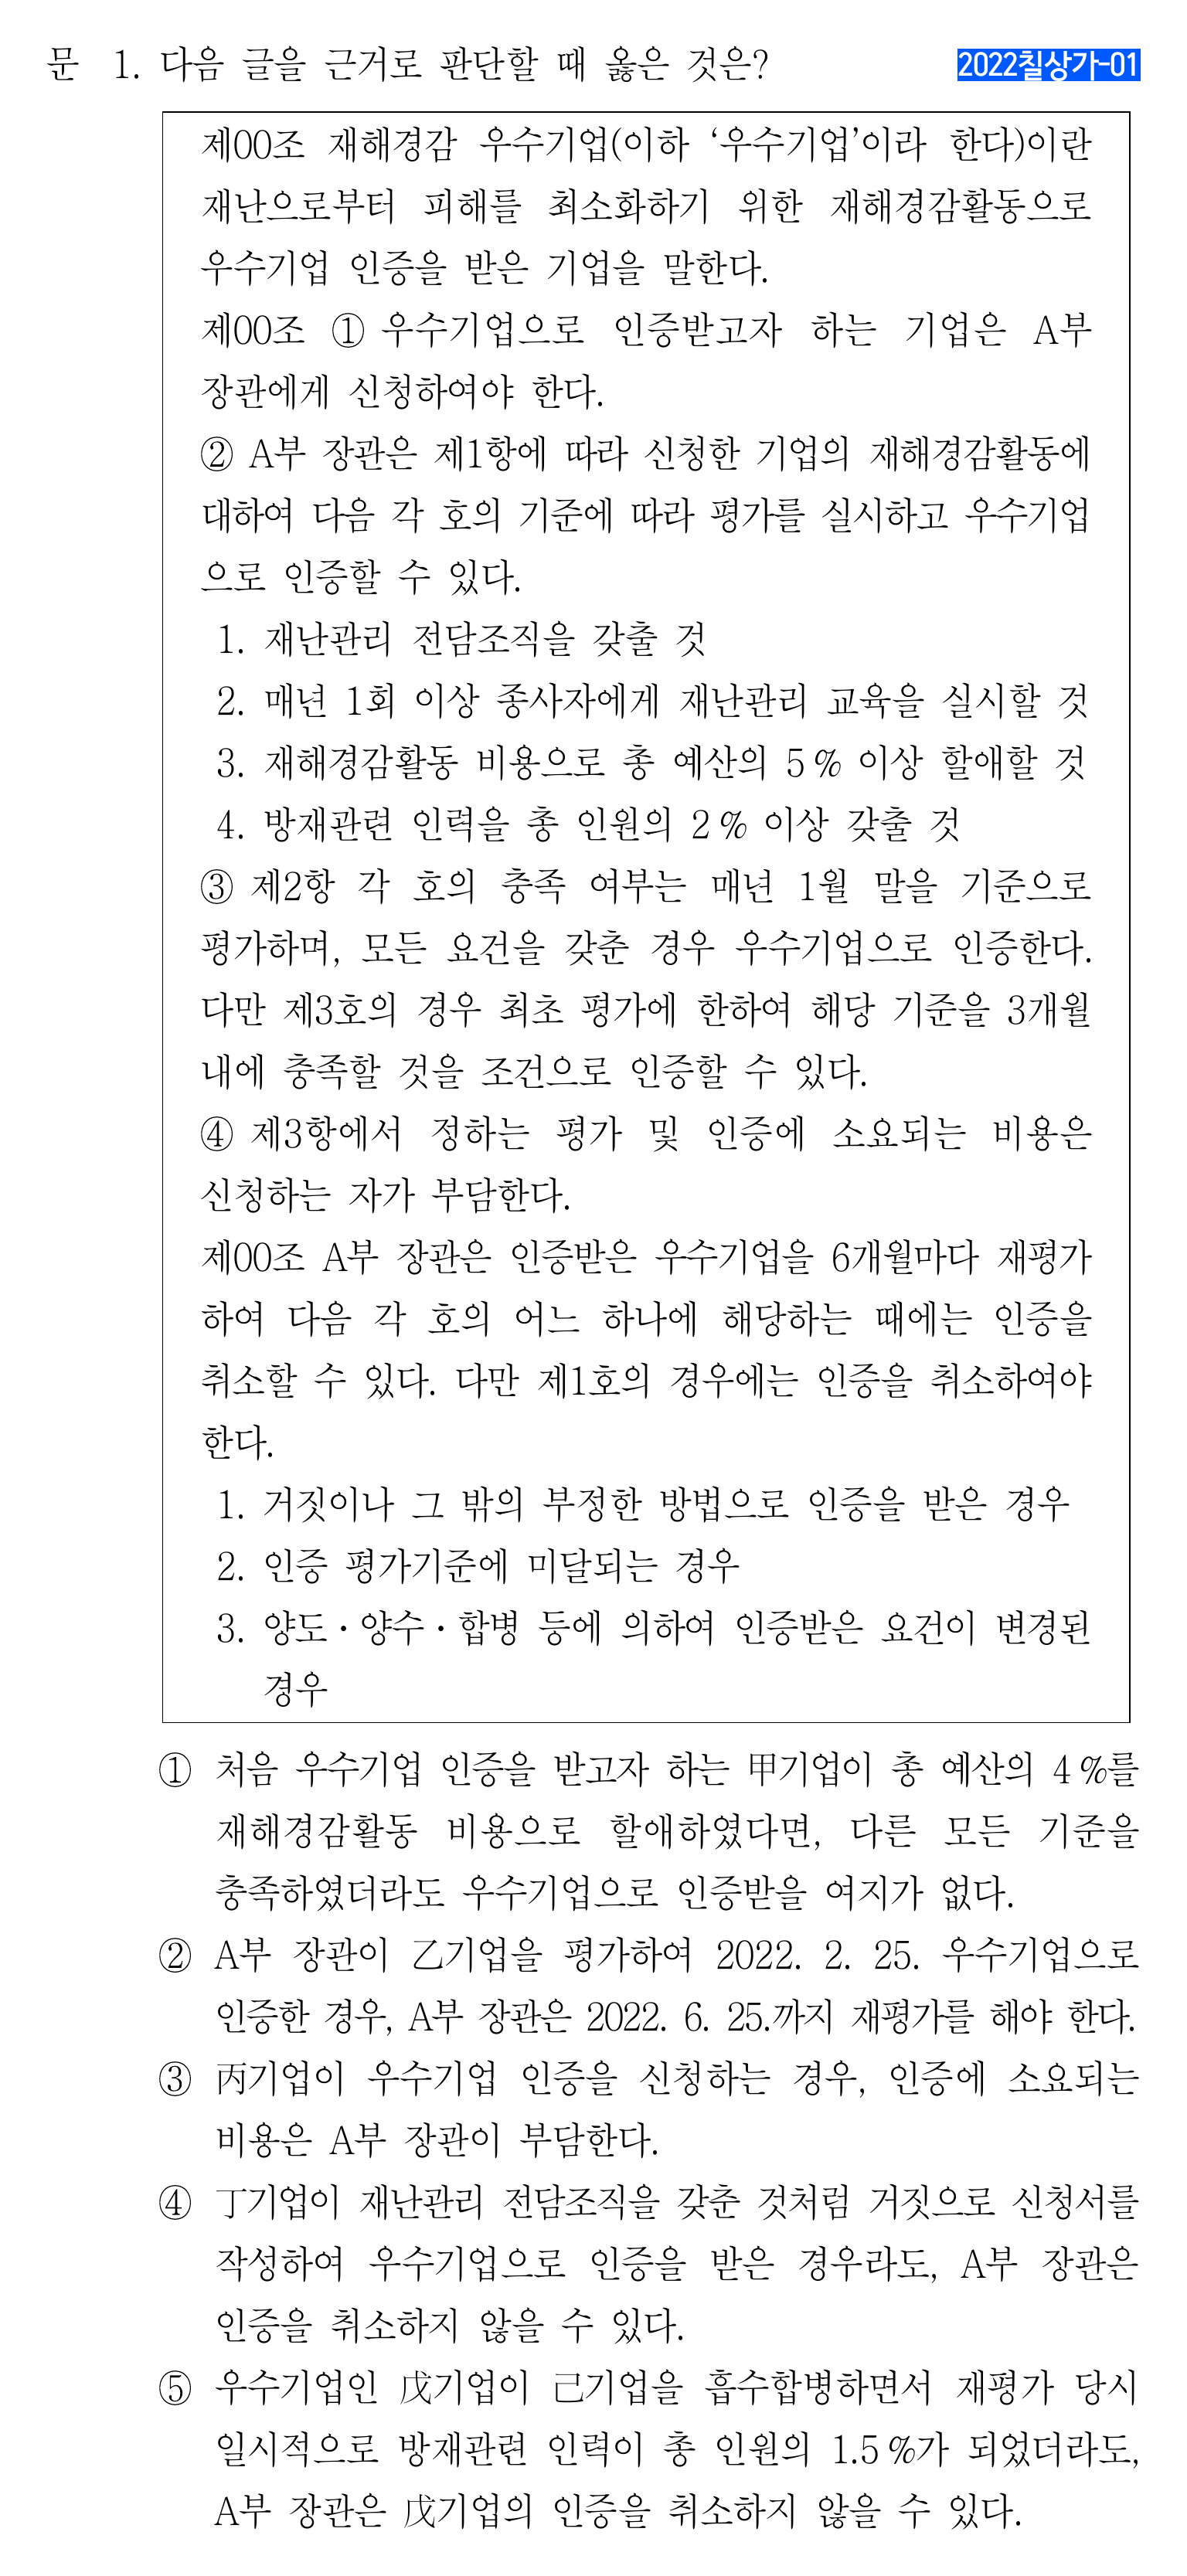 문 1. 다음 글을 근거로 판단할 때 옳은 것은?
2022칠상가-01
제00조 재해경감 우수기업(이하 ‘우수기업’이라 한다)이란
재난으로부터 피해를 최소화하기 위한 재해경감활동으로
우수기업 인증을 받은 기업을 말한다.
제00조 ① 우수기업으로 인증받고자 하는 기업은 A부
장관에게 신청하여야 한다.
② A부 장관은 제1항에 따라 신청한 기업의 재해경감활동에
대하여 다음 각 호의 기준에 따라 평가를 실시하고 우수기업
으로 인증할 수 있다.
1. 재난관리 전담조직을 갖출 것
2. 매년 1회 이상 종사자에게 재난관리 교육을 실시할 것
3. 재해경감활동 비용으로 총 예산의 5% 이상 할애할 것
4. 방재관련 인력을 총 인원의 2% 이상 갖출 것
③ 제2항 각 호의 충족 여부는 매년 1월 말을 기준으로
평가하며, 모든 요건을 갖춘 경우 우수기업으로 인증한다.
다만 제3호의 경우 최초 평가에 한하여 해당 기준을 3개월
내에 충족할 것을 조건으로 인증할 수 있다.
④ 제3항에서 정하는 평가 및 인증에 소요되는 비용은
신청하는 자가 부담한다.
제00조 A부 장관은 인증받은 우수기업을 6개월마다 재평가
하여 다음 각 호의 어느 하나에 해당하는 때에는 인증을
취소할 수 있다. 다만 제1호의 경우에는 인증을 취소하여야
한다.
1. 거짓이나 그 밖의 부정한 방법으로 인증을 받은 경우
2. 인증 평가기준에 미달되는 경우
3. 양도·양수·합병 등에 의하여 인증받은 요건이 변경된
경우
① 처음 우수기업 인증을 받고자 하는 甲기업이 총 예산의 4%를
재해경감활동 비용으로 할애하였다면, 다른 모든 기준을
충족하였더라도 우수기업으로 인증받을 여지가 없다.
② A부 장관이 乙기업을 평가하여 2022. 2. 25. 우수기업으로
인증한 경우, A부 장관은 2022. 6. 25.까지 재평가를 해야 한다.
③ 丙기업이 우수기업 인증을 신청하는 경우, 인증에 소요되는
비용은 A부 장관이 부담한다.
④ 丁기업이 재난관리 전담조직을 갖춘 것처럼 거짓으로 신청서를
작성하여 우수기업으로 인증을 받은 경우라도, A부 장관은
인증을 취소하지 않을 수 있다.
⑤ 우수기업인 戊기업이 己기업을 흡수합병하면서 재평가 당시
일시적으로 방재관련 인력이 총 인원의 1.5%가 되었더라도,
A부 장관은 戊기업의 인증을 취소하지 않을 수 있다.